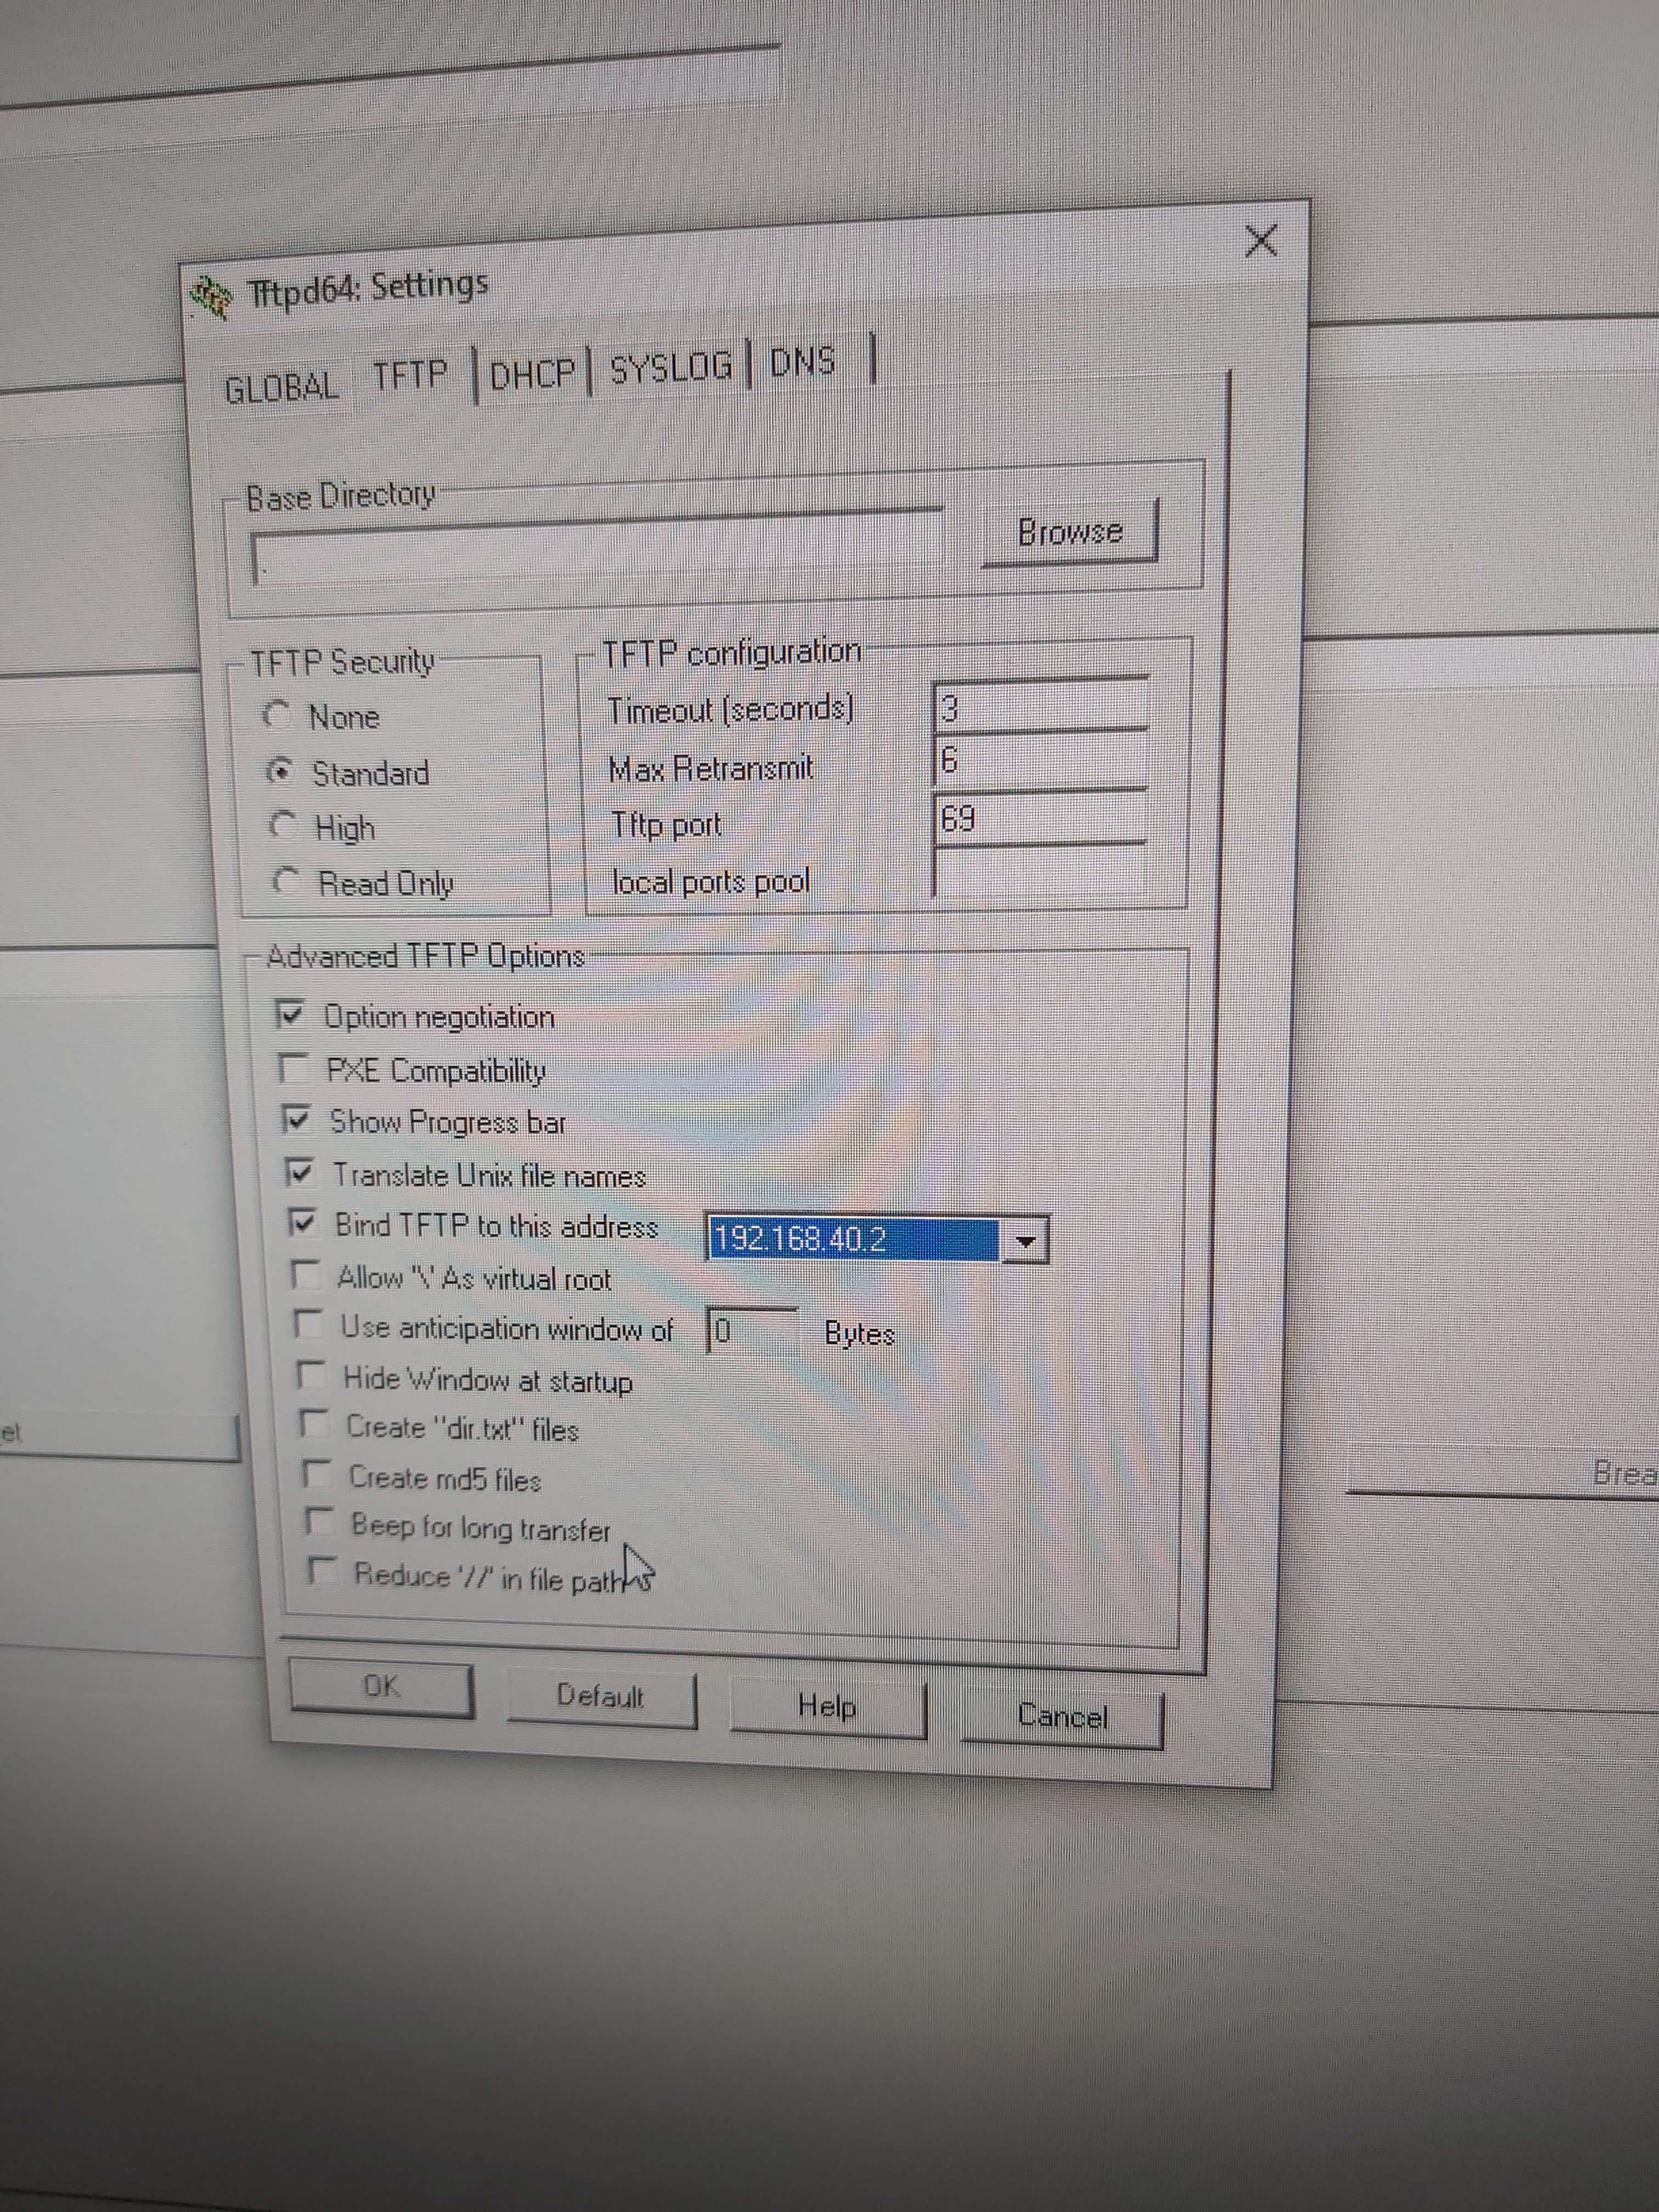 Tftpd64: Settings
GLOBAL TFTP DHCP SYSLOG DNS
Base Directory
.
Browse
TFTP Security
None
Standard
High
Read Only
TFTP configuration
Timeout (seconds) 3
Max Retransmit 6
Tftp port 69
local ports pool
Advanced TFTP Options
Option negotiation
PXE Compatibility
Show Progress bar
Translate Unix file names
Bind TFTP to this address 192.168.40.2
Allow '\' As virtual root
Use anticipation window of 0 Bytes
Hide Window at startup
Create "dir.txt" files
Create md5 files
Beep for long transfer
Reduce '//' in file paths
OK Default Help Cancel
et
Brea